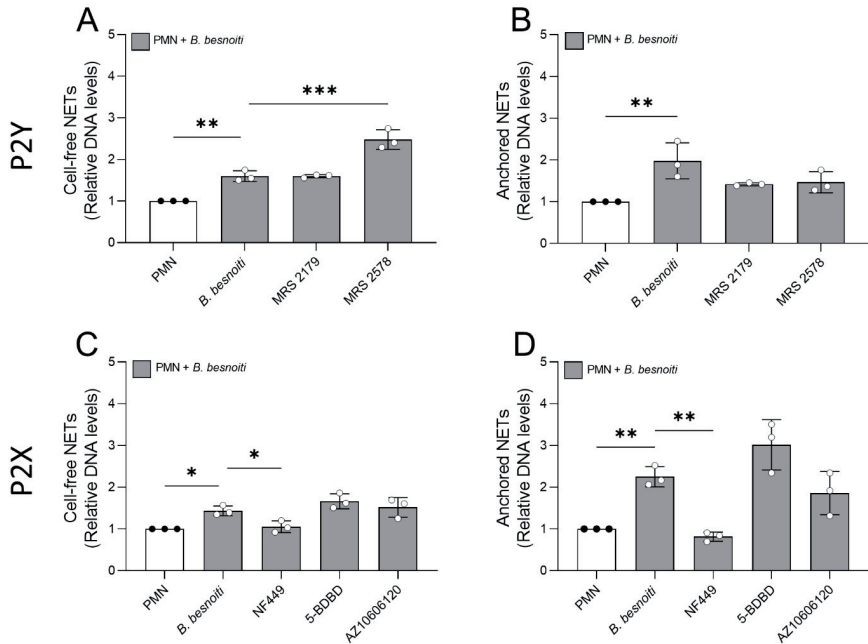 P2Y
A
PMN + B. besnoiti
Cell-free NETs
(Relative DNA levels)
5
4
3
2
1
0
**
***
PMN
B. besnoiti
MRS 2179
MRS 2578
B
PMN + B. besnoiti
Anchored NETs
(Relative DNA levels)
5
4
3
2
1
0
**
PMN
B. besnoiti
MRS 2179
MRS 2578
P2X
C
PMN + B. besnoiti
Cell-free NETs
(Relative DNA levels)
5
4
3
2
1
0
*
*
PMN
B. besnoiti
NF449
5-BDBD
AZ10606120
D
PMN + B. besnoiti
Anchored NETs
(Relative DNA levels)
5
4
3
2
1
0
**
**
PMN
B. besnoiti
NF449
5-BDBD
AZ10606120